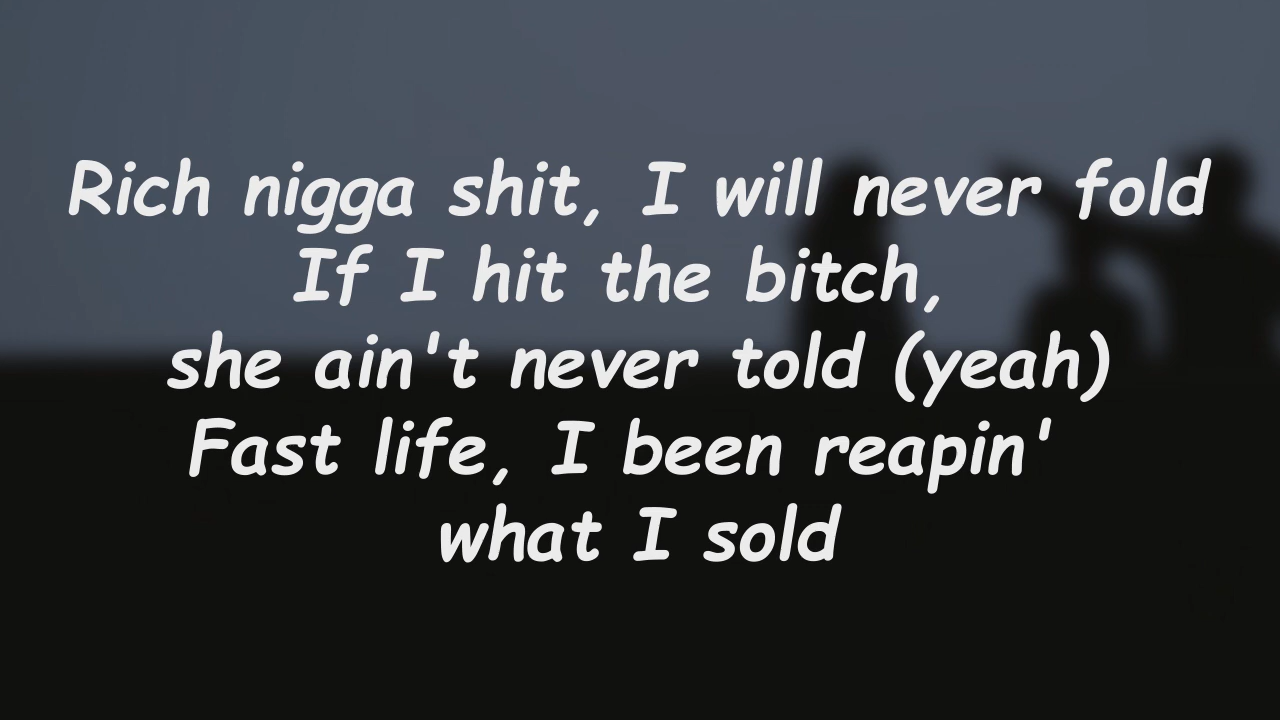 Rich nigga shit, I will never fold
If I hit the bitch,
she ain't never told (yeah)
Fast life, I been reapin'
what I sold